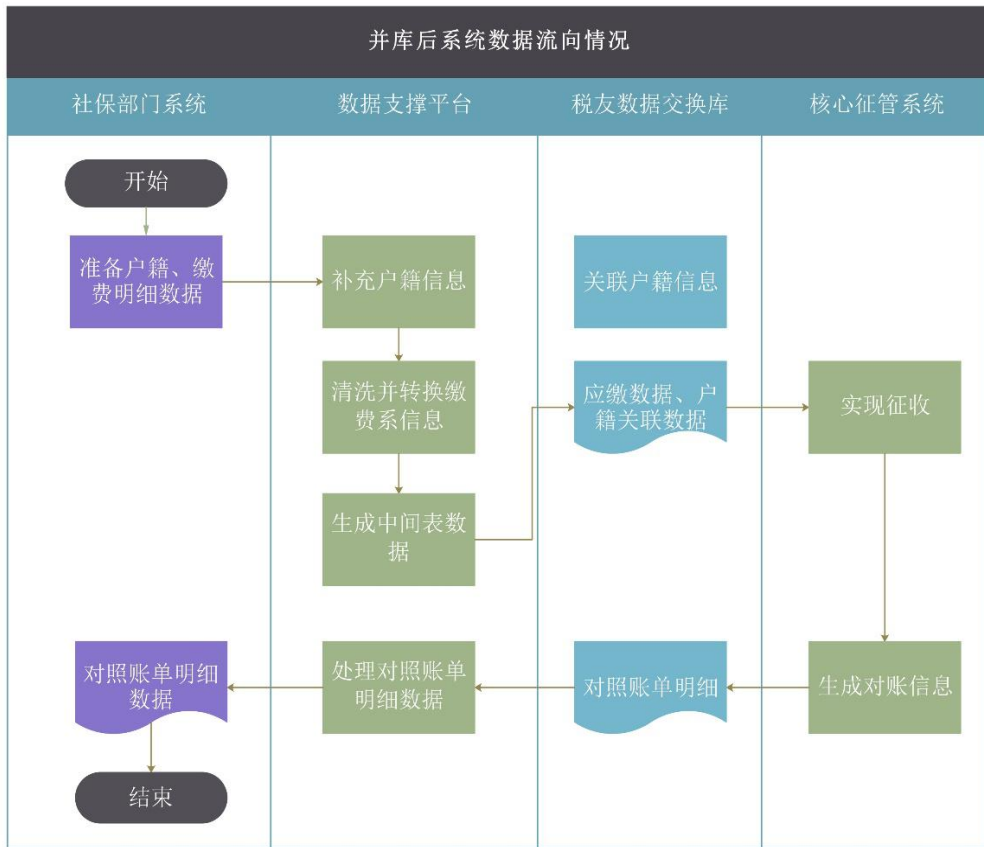 并库后系统数据流向情况
社保部门系统
数据支撑平台
税友数据交换库
核心征管系统
开始
准备户籍、缴
费明细数据
补充户籍信息
关联户籍信息
清洗并转换缴
费系信息
应缴数据、户
籍关联数据
实现征收
生成中间表数
据
对照账单明细
数据
处理对照账单
明细数据
对照账单明细
生成对账信息
结束